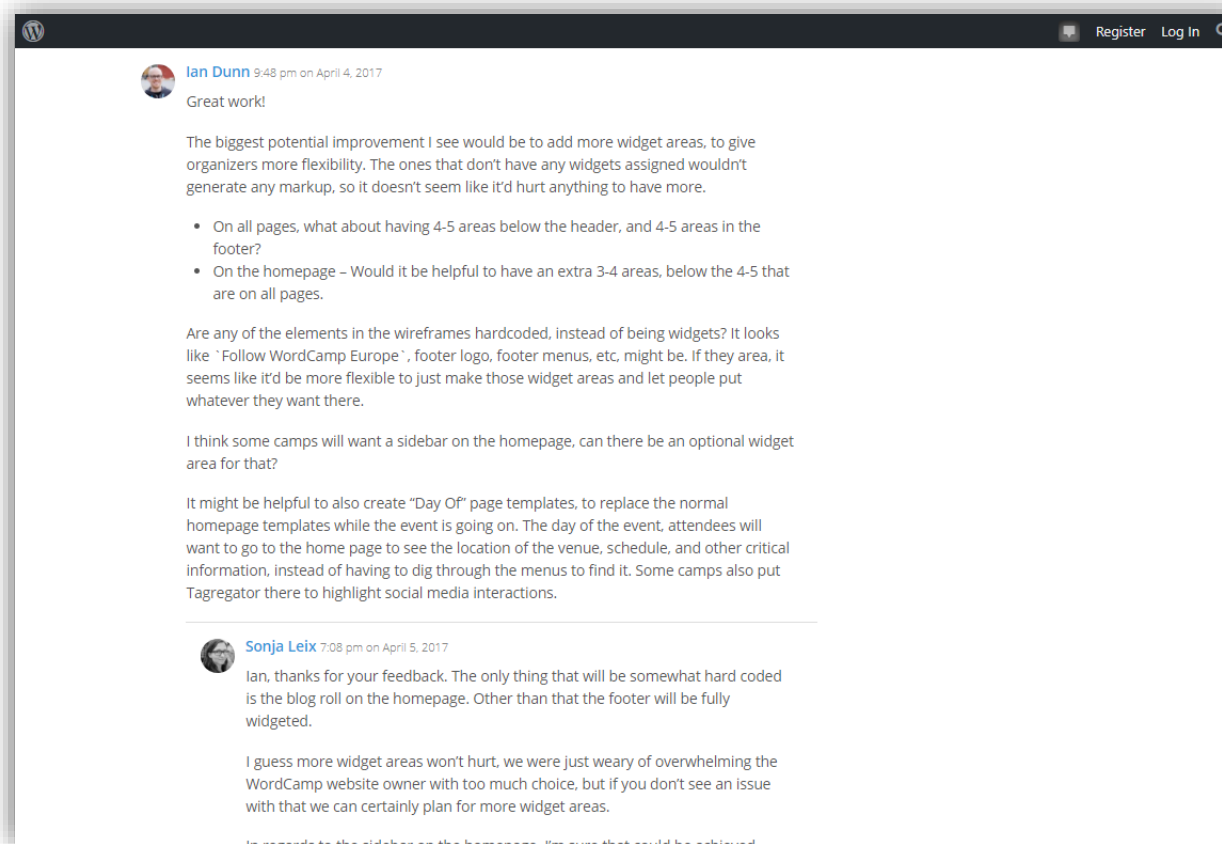 Register Log In
Ian Dunn 9:48 pm on April 4, 2017
Great work!
The biggest potential improvement I see would be to add more widget areas, to give
organizers more flexibility. The ones that don’t have any widgets assigned wouldn’t
generate any markup, so it doesn’t seem like it’d hurt anything to have more.
• On all pages, what about having 4-5 areas below the header, and 4-5 areas in the
footer?
• On the homepage – Would it be helpful to have an extra 3-4 areas, below the 4-5 that
are on all pages.
Are any of the elements in the wireframes hardcoded, instead of being widgets? It looks
like `Follow WordCamp Europe`, footer logo, footer menus, etc, might be. If they area, it
seems like it’d be more flexible to just make those widget areas and let people put
whatever they want there.
I think some camps will want a sidebar on the homepage, can there be an optional widget
area for that?
It might be helpful to also create “Day Of” page templates, to replace the normal
homepage templates while the event is going on. The day of the event, attendees will
want to go to the home page to see the location of the venue, schedule, and other critical
information, instead of having to dig through the menus to find it. Some camps also put
Tagregator there to highlight social media interactions.
Sonja Leix 7:08 pm on April 5, 2017
Ian, thanks for your feedback. The only thing that will be somewhat hard coded
is the blog roll on the homepage. Other than that the footer will be fully
widgeted.
I guess more widget areas won’t hurt, we were just weary of overwhelming the
WordCamp website owner with too much choice, but if you don’t see an issue
with that we can certainly plan for more widget areas.
In regards to the sidebar on the homepage, I’m sure that could be achieved